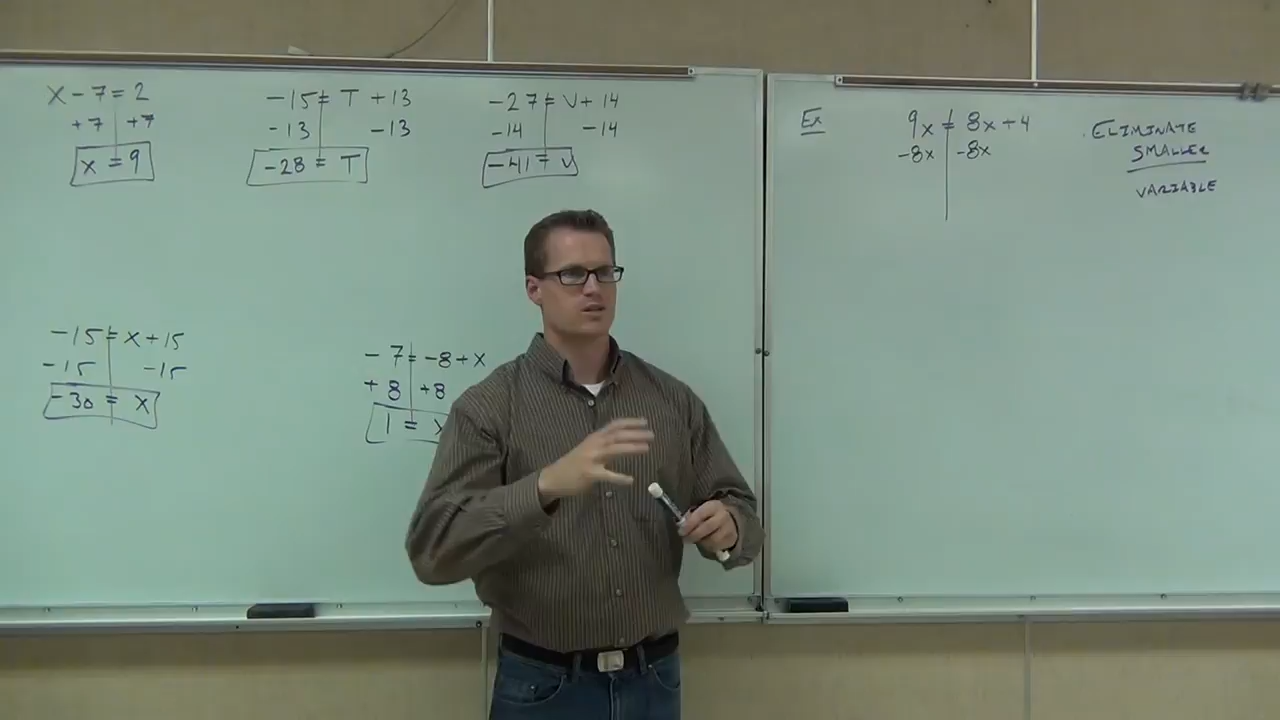 x - 7 = 2
+7 +7
x = 9
-15 = T + 13
-13 -13
-28 = T
-27 = V + 14
-14 -14
-41 = V
-15 = x + 15
-15 -15
-30 = x
-7 = -8 + x
+8 +8
1 =
Ex
9x = 8x + 4
-8x -8x
ELIMINATE
SMALLER
VARIABLE